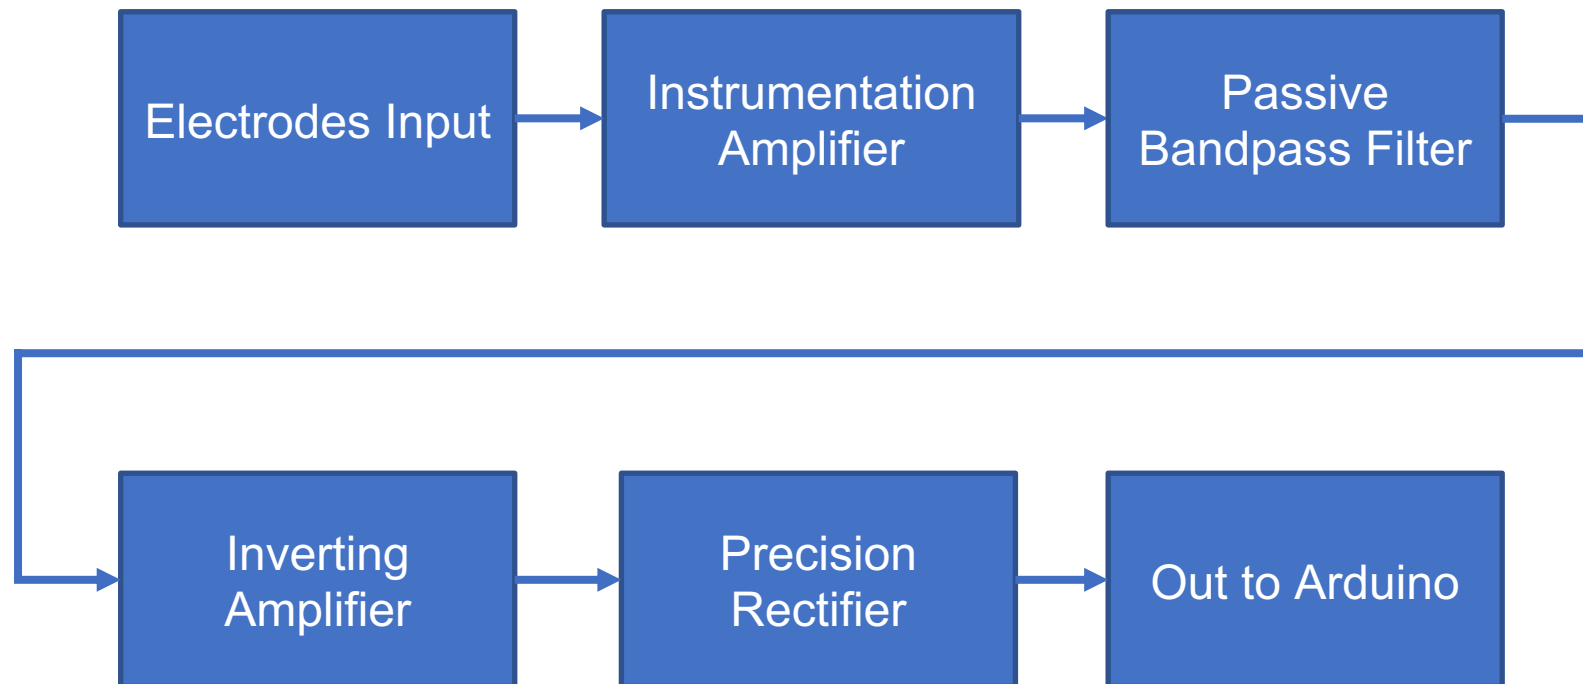 Electrodes Input
Instrumentation
Amplifier
Passive
Bandpass Filter
Inverting
Amplifier
Precision
Rectifier
Out to Arduino